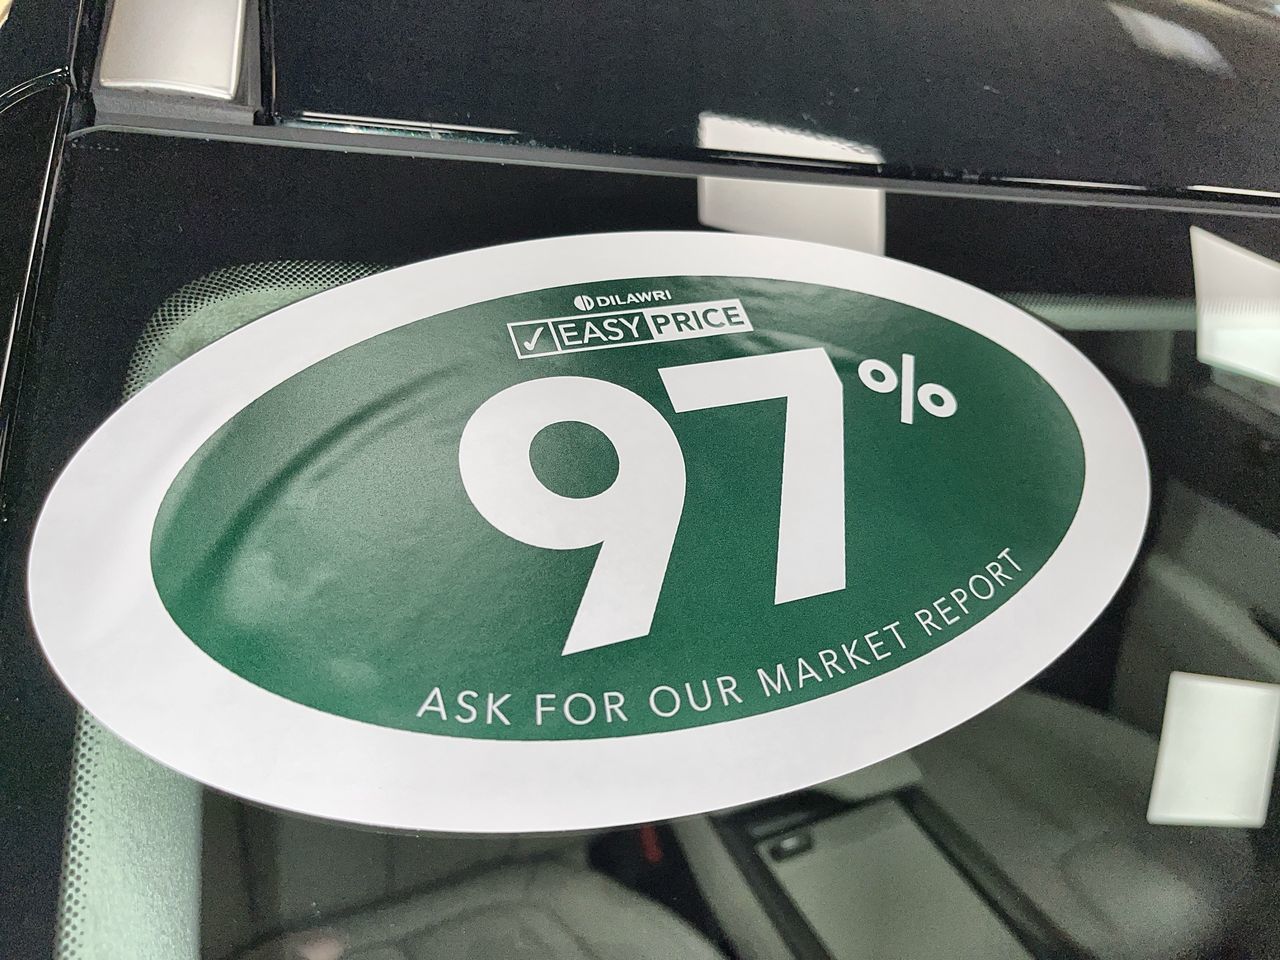 DILAWRI
✓ EASY PRICE
97%
ASK FOR OUR MARKET REPORT